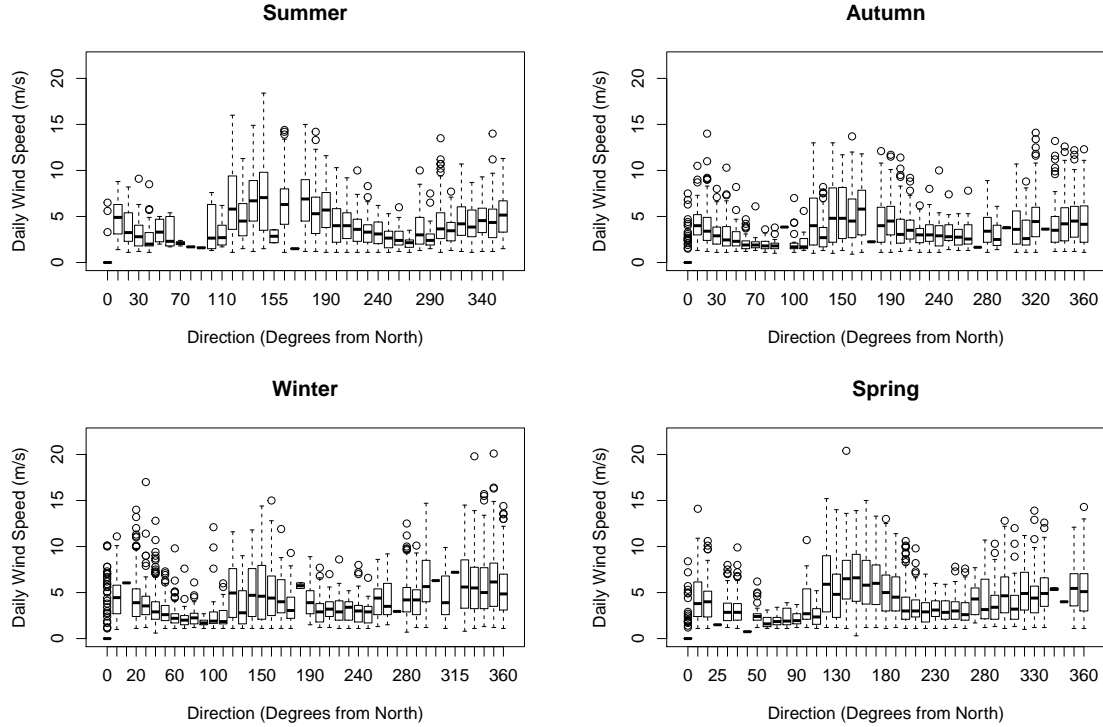 Summer
Daily Wind Speed (m/s)
0 5 10 15 20
0 30 70 110 155 190 240 290 340
Direction (Degrees from North)
Autumn
Daily Wind Speed (m/s)
0 5 10 15 20
0 30 70 100 150 190 240 280 320 360
Direction (Degrees from North)
Winter
Daily Wind Speed (m/s)
0 5 10 15 20
0 20 60 100 150 190 240 280 315 360
Direction (Degrees from North)
Spring
Daily Wind Speed (m/s)
0 5 10 15 20
0 25 50 90 130 180 230 280 330
Direction (Degrees from North)